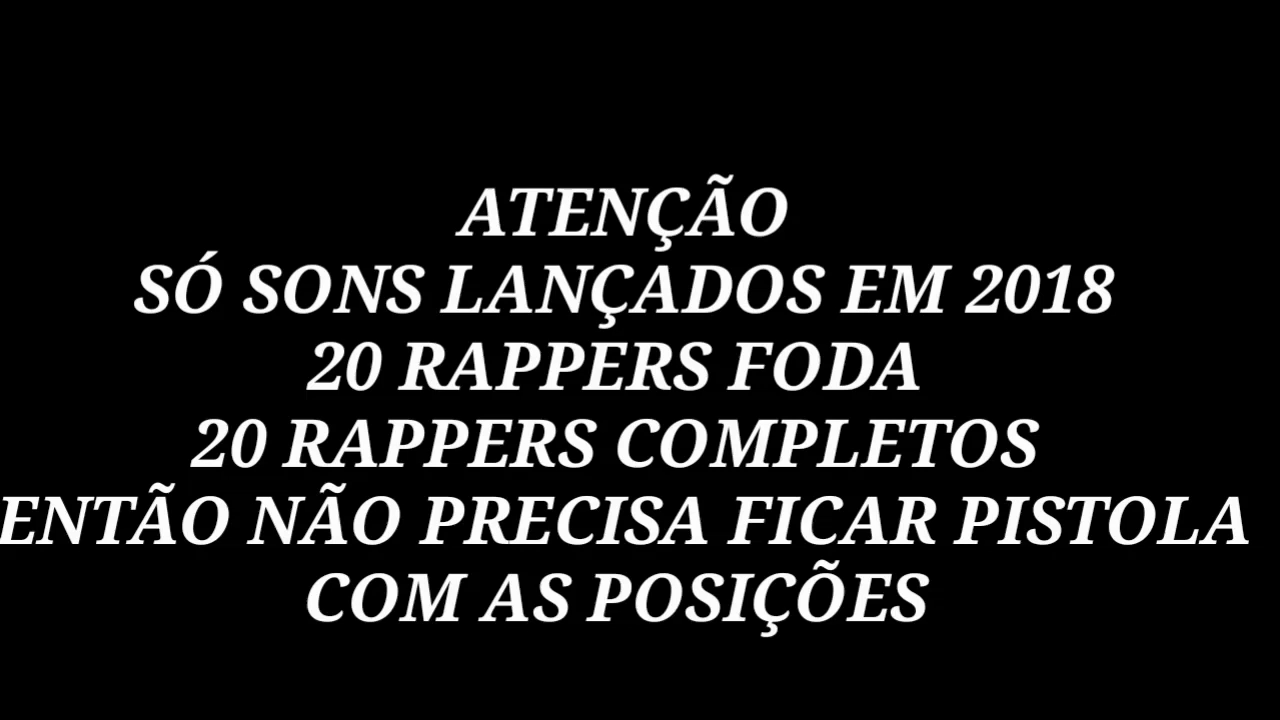 ATENÇÃO
SÓ SONS LANÇADOS EM 2018
20 RAPPERS FODA
20 RAPPERS COMPLETOS
ENTÃO NÃO PRECISA FICAR PISTOLA
COM AS POSIÇÕES